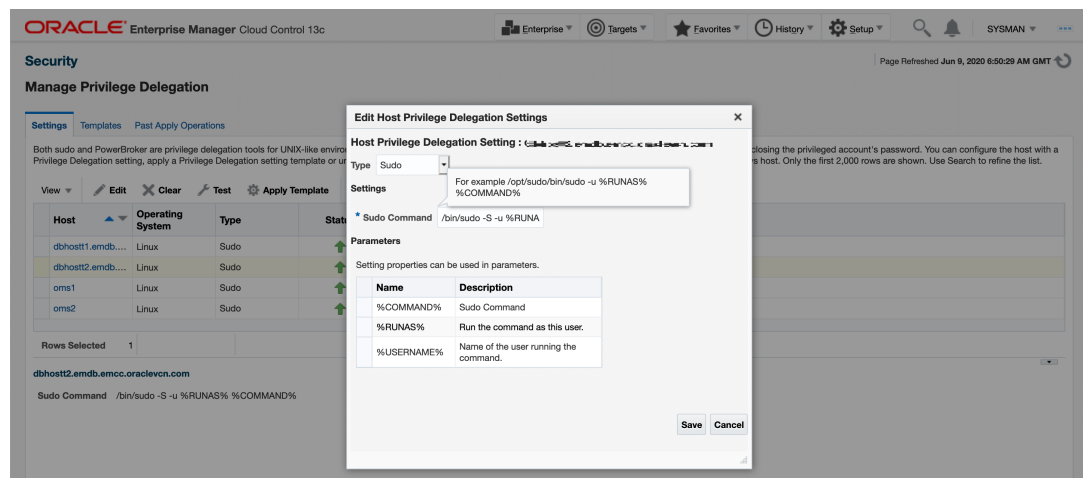 ORACLE Enterprise Manager Cloud Control 13c
Enterprise Targets Favorites History Setup SYSMAN
Security
Page Refreshed Jun 9, 2020 6:50:29 AM GMT
Manage Privilege Delegation
Settings Templates Past Apply Operations
Both sudo and PowerBroker are privilege delegation tools for UNIX-like enviro
closing the privileged account's password. You can configure the host with a
Privilege Delegation setting, apply a Privilege Delegation setting template or un
s host. Only the first 2,000 rows are shown. Use Search to refine the list.
View Edit Clear Test Apply Template
Host Operating System Type Statu
dbhostt1.emdb.... Linux Sudo
dbhostt2.emdb.... Linux Sudo
oms1 Linux Sudo
oms2 Linux Sudo
Rows Selected 1
dbhostt2.emdb.emcc.oraclevcn.com
Sudo Command /bin/sudo -S -u %RUNAS% %COMMAND%
Edit Host Privilege Delegation Settings
Host Privilege Delegation Setting :
Type Sudo
For example /opt/sudo/bin/sudo -u %RUNAS%
%COMMAND%
Settings
* Sudo Command /bin/sudo -S -u %RUNA
Parameters
Setting properties can be used in parameters.
Name Description
%COMMAND% Sudo Command
%RUNAS% Run the command as this user.
%USERNAME% Name of the user running the
command.
Save Cancel